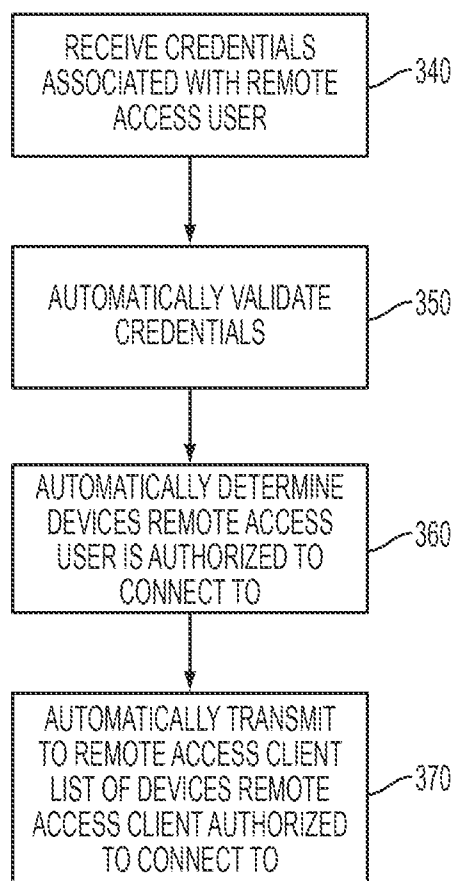 RECEIVE CREDENTIALS
ASSOCIATED WITH REMOTE
ACCESS USER
340
AUTOMATICALLY VALIDATE
CREDENTIALS
350
AUTOMATICALLY DETERMINE
DEVICES REMOTE ACCESS
USER IS AUTHORIZED TO
CONNECT TO
360
AUTOMATICALLY TRANSMIT
TO REMOTE ACCESS CLIENT
LIST OF DEVICES REMOTE
ACCESS CLIENT AUTHORIZED
TO CONNECT TO
370